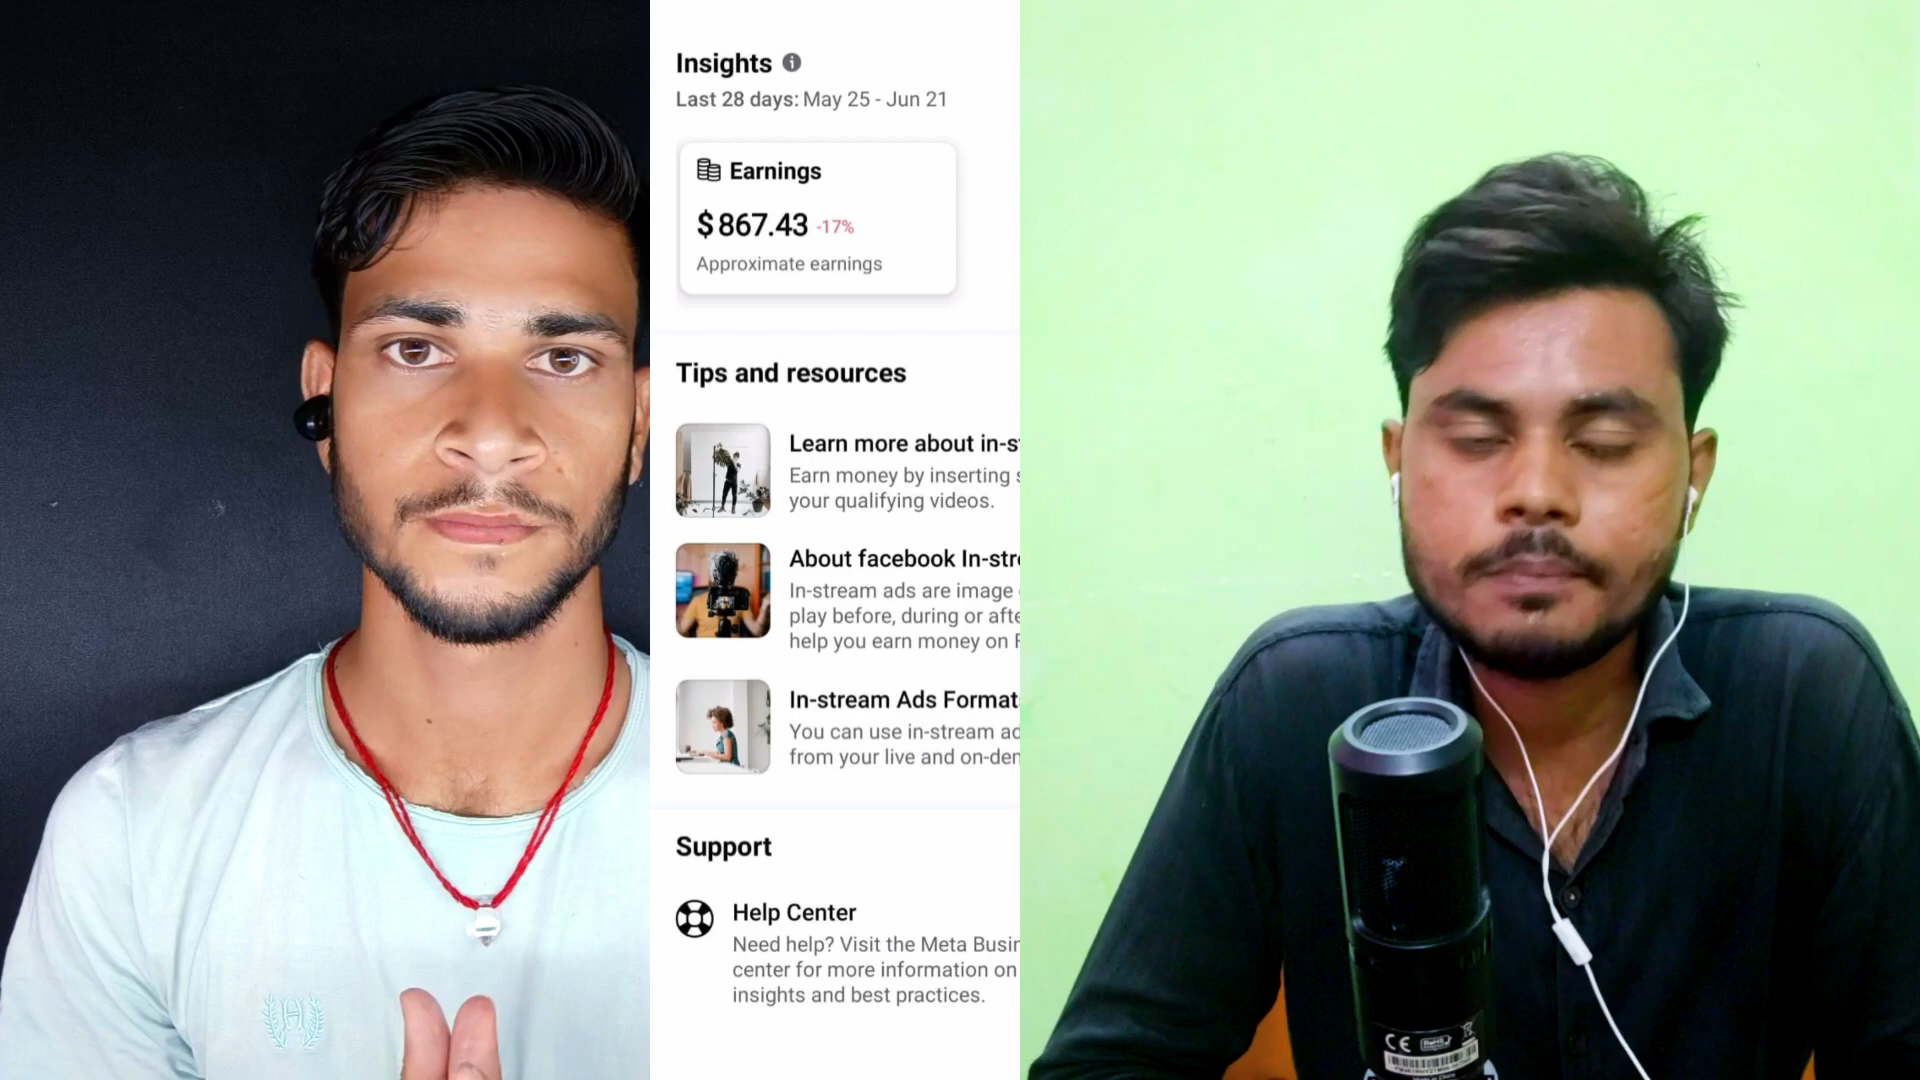 Insights
Last 28 days: May 25 - Jun 21
Earnings
$867.43 -17%
Approximate earnings
Tips and resources
Learn more about in-s
Earn money by inserting
your qualifying videos.
About facebook In-stre
In-stream ads are image
play before, during or afte
help you earn money on
In-stream Ads Format
You can use in-stream ad
from your live and on-den
Support
Help Center
Need help? Visit the Meta Busin
center for more information on
insights and best practices.
H
CE RoHS